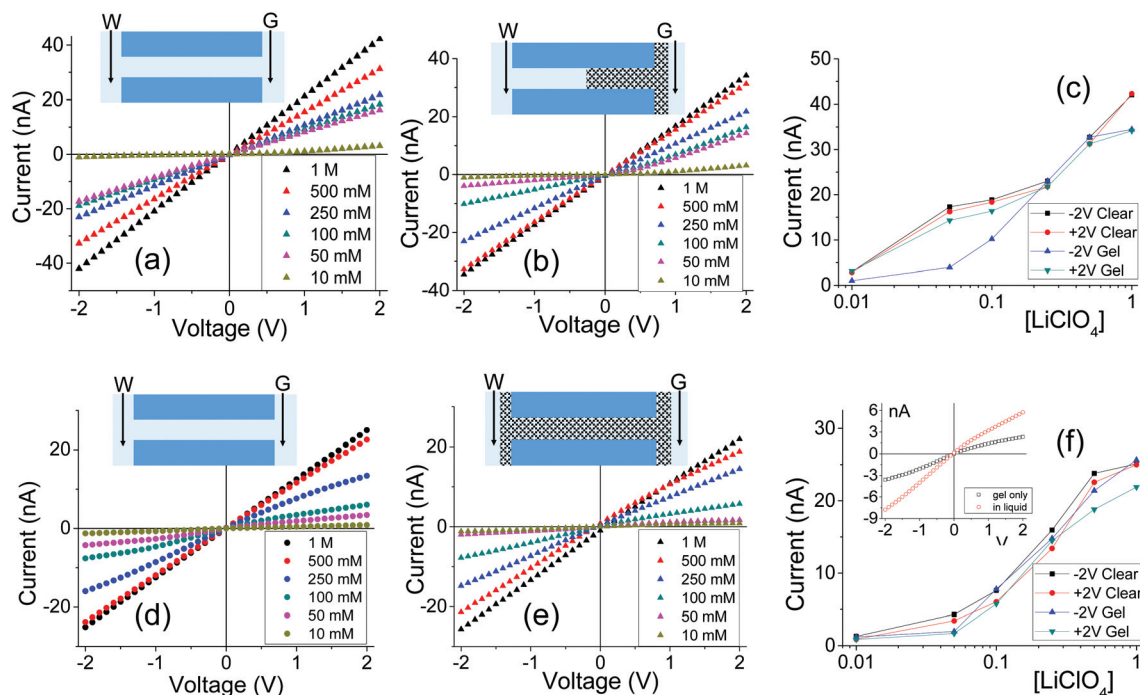 W
G
Current (nA)
40
20
0
-20
-40
1 M
500 mM
250 mM
100 mM
50 mM
10 mM
(a)
-2 -1 0 1 2
Voltage (V)
W
G
Current (nA)
40
20
0
-20
-40
1 M
500 mM
250 mM
100 mM
50 mM
10 mM
(b)
-2 -1 0 1 2
Voltage (V)
(c)
Current (nA)
50
40
30
20
10
0
-2V Clear
+2V Clear
-2V Gel
+2V Gel
0.01 0.1 1
[LiClO4]
W
G
Current (nA)
20
0
-20
1 M
500 mM
250 mM
100 mM
50 mM
10 mM
(d)
-2 -1 0 1 2
Voltage (V)
W
G
Current (nA)
20
0
-20
1 M
500 mM
250 mM
100 mM
50 mM
10 mM
(e)
-2 -1 0 1 2
Voltage (V)
(f)
Current (nA)
30
20
10
0
nA
6
3
0
-3
-6
-9
gel only
in liquid
-2 -1 0 1 2
V
-2V Clear
+2V Clear
-2V Gel
+2V Gel
0.01 0.1 1
[LiClO4]